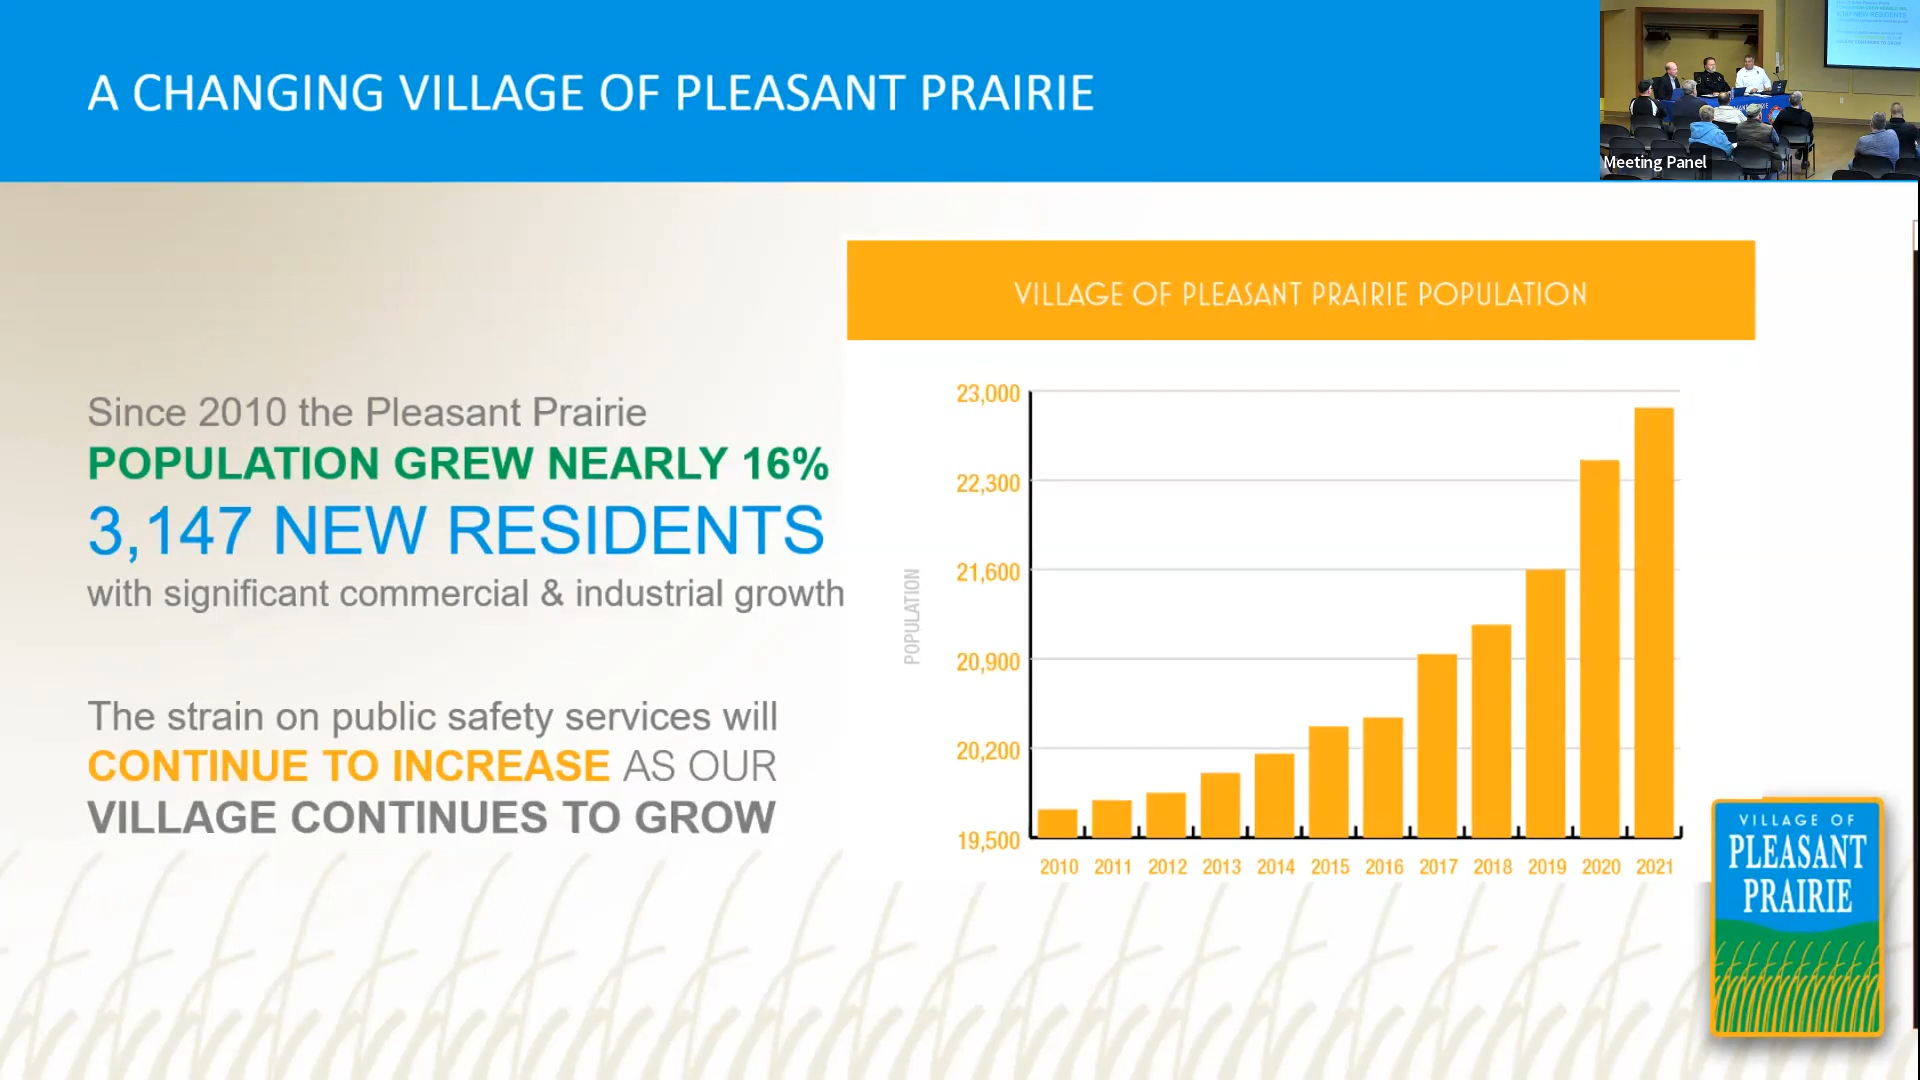 A CHANGING VILLAGE OF PLEASANT PRAIRIE
Meeting Panel
Since 2010 the Pleasant Prairie
POPULATION GREW NEARLY 16%
3,147 NEW RESIDENTS
with significant commercial & industrial growth
The strain on public safety services will
CONTINUE TO INCREASE AS OUR
VILLAGE CONTINUES TO GROW
VILLAGE OF PLEASANT PRAIRIE POPULATION
POPULATION
23,000
22,300
21,600
20,900
20,200
19,500
2010 2011 2012 2013 2014 2015 2016 2017 2018 2019 2020 2021
VILLAGE OF
PLEASANT
PRAIRIE